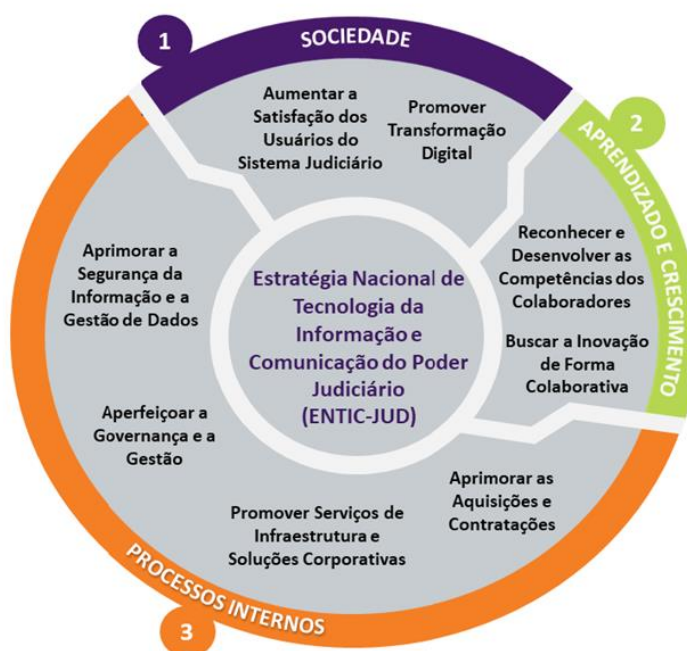 1
SOCIEDADE
Aumentar a
Satisfação dos
Usuários do
Sistema Judiciário
Promover
Transformação
Digital
2
APRENDIZADO E CRESCIMENTO
Reconhecer e
Desenvolver as
Competências dos
Colaboradores
Buscar a Inovação
de Forma
Colaborativa
Estratégia Nacional de
Tecnologia da
Informação e
Comunicação do Poder
Judiciário
(ENTIC-JUD)
Aprimorar a
Segurança da
Informação e a
Gestão de Dados
Aperfeiçoar a
Governança e a
Gestão
Promover Serviços de
Infraestrutura e
Soluções Corporativas
Aprimorar as
Aquisições e
Contratações
PROCESSOS INTERNOS
3